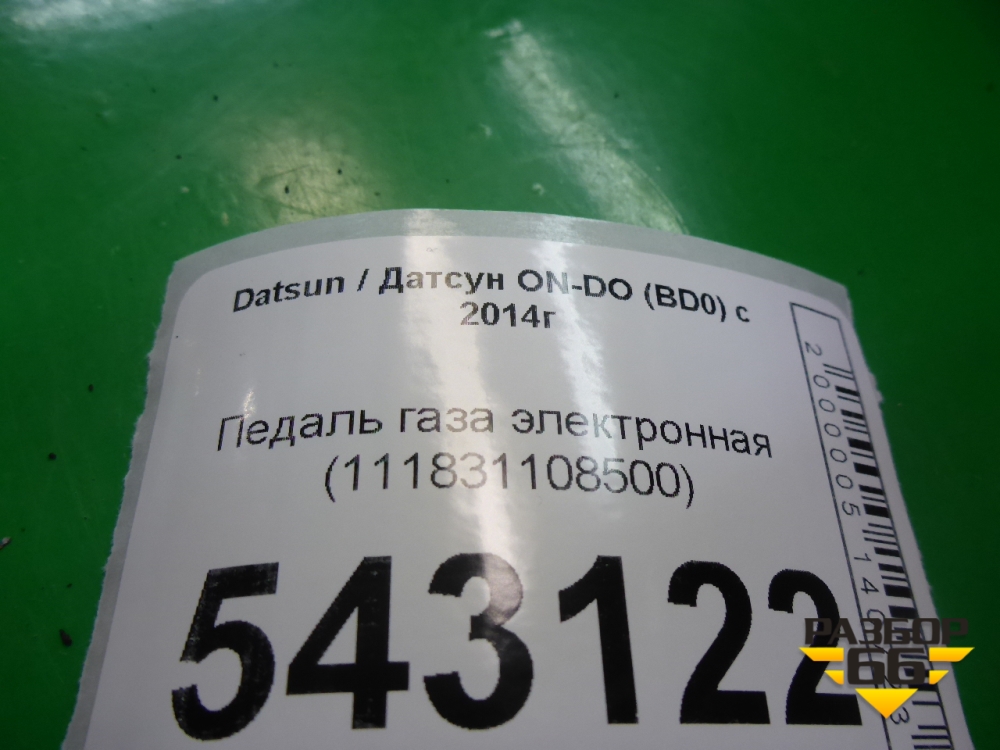 Datsun / Датсун ON-DO (BD0) с
2014г
Педаль газа электронная
(111831108500)
543122
РАЗБОР
66